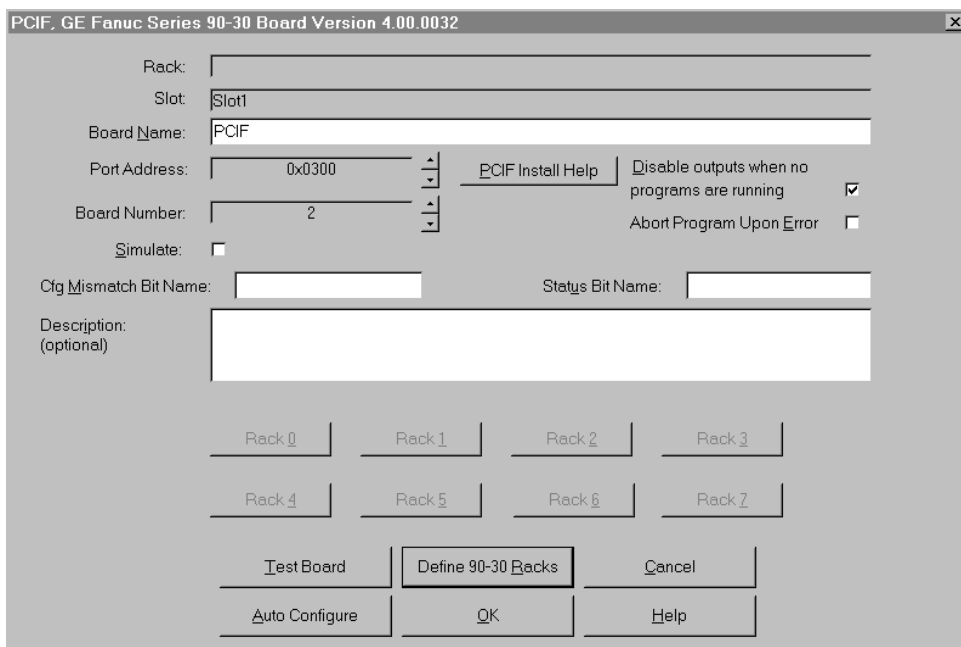 PCIF, GE Fanuc Series 90-30 Board Version 4.00.0032
Rack:
Slot: Slot1
Board Name: PCIF
Port Address: 0x0300 PCIF Install Help Disable outputs when no
programs are running
Board Number: 2 Abort Program Upon Error
Simulate:
Cfg Mismatch Bit Name: Status Bit Name:
Description:
(optional)
Rack 0 Rack 1 Rack 2 Rack 3
Rack 4 Rack 5 Rack 6 Rack 7
Test Board Define 90-30 Racks Cancel
Auto Configure OK Help